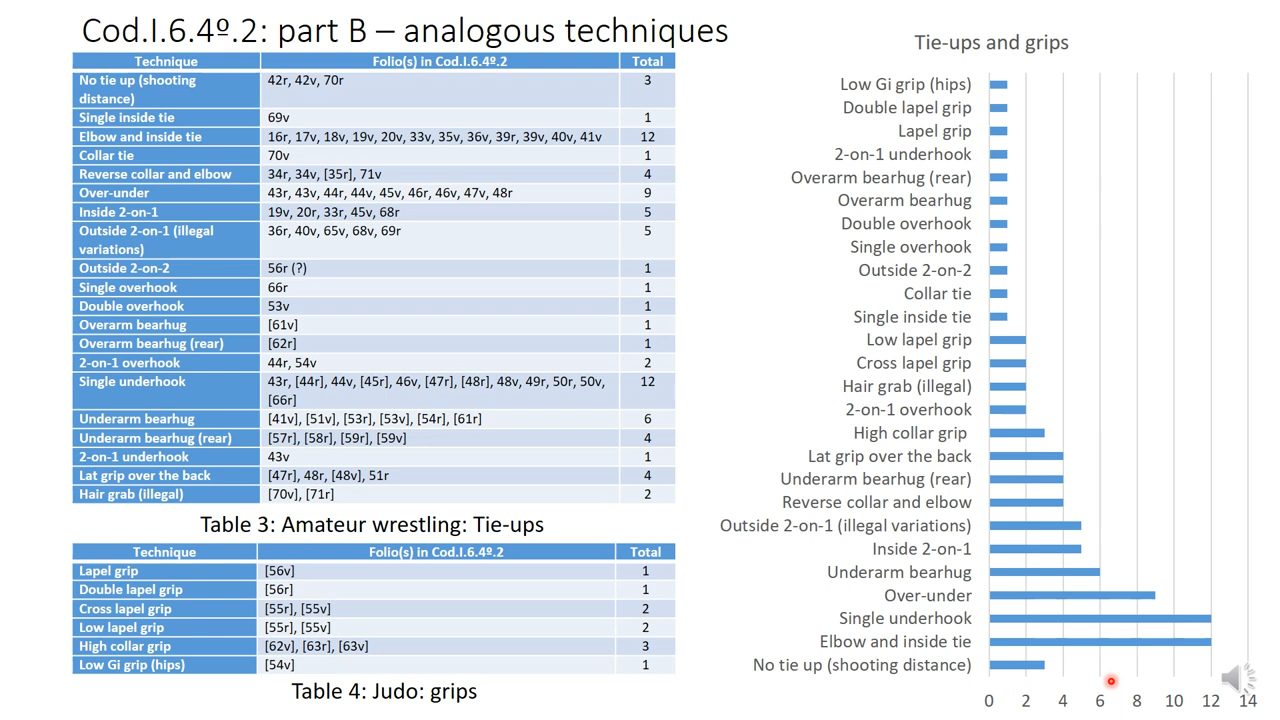 Cod.I.6.4º.2: part B – analogous techniques
Technique Folio(s) in Cod.I.6.4º.2 Total
No tie up (shooting 42r, 42v, 70r 3
distance)
Single inside tie 69v 1
Elbow and inside tie 16r, 17v, 18v, 19v, 20v, 33v, 35v, 36v, 39r, 39v, 40v, 41v 12
Collar tie 70v 1
Reverse collar and elbow 34r, 34v, [35r], 71v 4
Over-under 43r, 43v, 44r, 44v, 45v, 46r, 46v, 47v, 48r 9
Inside 2-on-1 19v, 20r, 33r, 45v, 68r 5
Outside 2-on-1 (illegal 36r, 40v, 65v, 68v, 69r 5
variations)
Outside 2-on-2 56r (?) 1
Single overhook 66r 1
Double overhook 53v 1
Overarm bearhug [61v] 1
Overarm bearhug (rear) [62r] 1
2-on-1 overhook 44r, 54v 2
Single underhook 43r, [44r], 44v, [45r], 46v, [47r], [48r], 48v, 49r, 50r, 50v, 12
[66r]
Underarm bearhug [41v], [51v], [53r], [53v], [54r], [61r] 6
Underarm bearhug (rear) [57r], [58r], [59r], [59v] 4
2-on-1 underhook 43v 1
Lat grip over the back [47r], 48r, [48v], 51r 4
Hair grab (illegal) [70v], [71r] 2
Table 3: Amateur wrestling: Tie-ups
Technique Folio(s) in Cod.I.6.4º.2 Total
Lapel grip [56v] 1
Double lapel grip [56r] 1
Cross lapel grip [55r], [55v] 2
Low lapel grip [55r], [55v] 2
High collar grip [62v], [63r], [63v] 3
Low Gi grip (hips) [54v] 1
Table 4: Judo: grips
Tie-ups and grips
Low Gi grip (hips)
Double lapel grip
Lapel grip
2-on-1 underhook
Overarm bearhug (rear)
Overarm bearhug
Double overhook
Single overhook
Outside 2-on-2
Collar tie
Single inside tie
Low lapel grip
Cross lapel grip
Hair grab (illegal)
2-on-1 overhook
High collar grip
Lat grip over the back
Underarm bearhug (rear)
Reverse collar and elbow
Outside 2-on-1 (illegal variations)
Inside 2-on-1
Underarm bearhug
Over-under
Single underhook
Elbow and inside tie
No tie up (shooting distance)
0 2 4 6 8 10 12 14